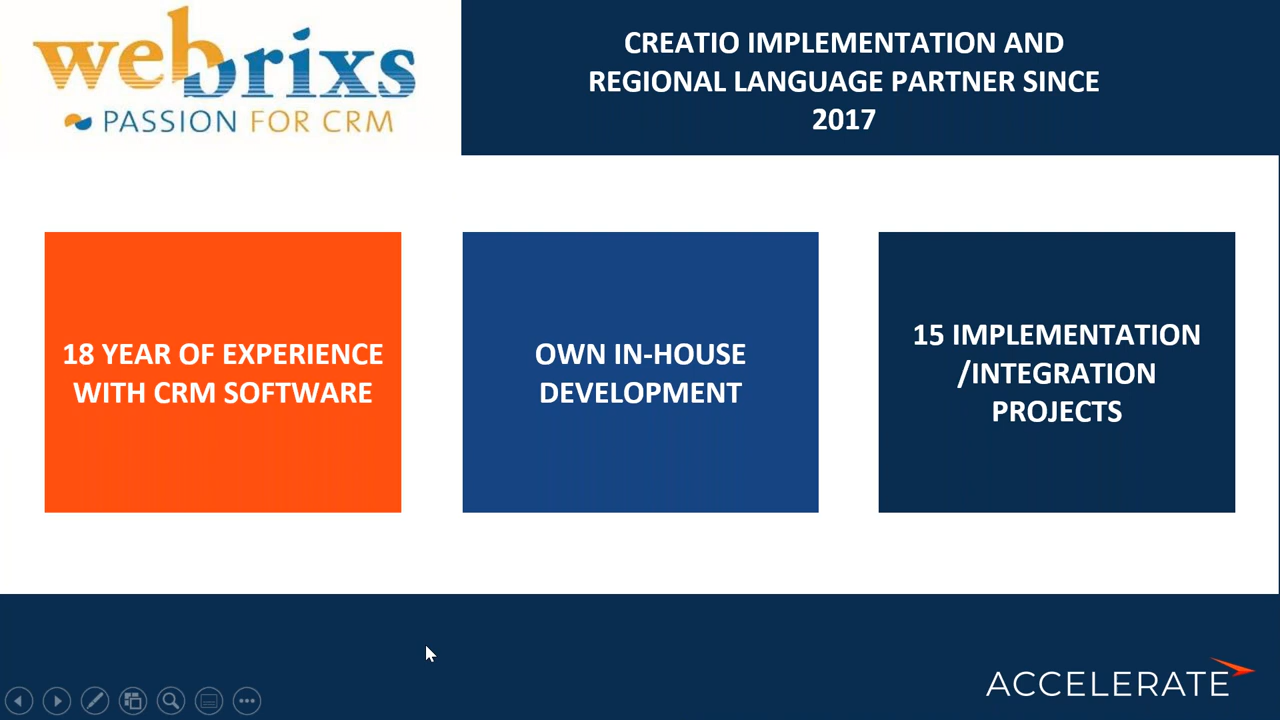 webrixs
PASSION FOR CRM
CREATIO IMPLEMENTATION AND
REGIONAL LANGUAGE PARTNER SINCE
2017
18 YEAR OF EXPERIENCE
WITH CRM SOFTWARE
OWN IN-HOUSE
DEVELOPMENT
15 IMPLEMENTATION
/INTEGRATION
PROJECTS
ACCELERATE